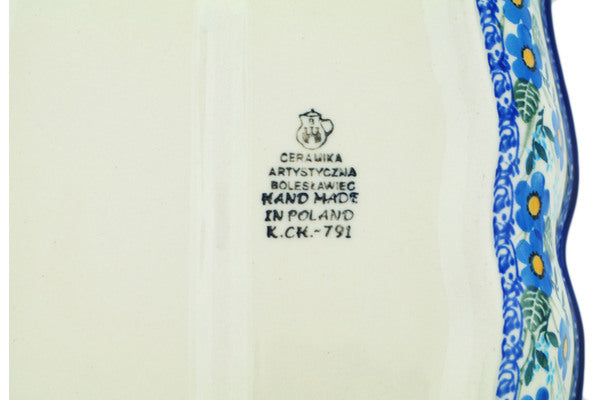 CERAMIKA
ARTYSTYCZNA
BOLESŁAWIEC
HAND MADE
IN POLAND
K.CH.-791